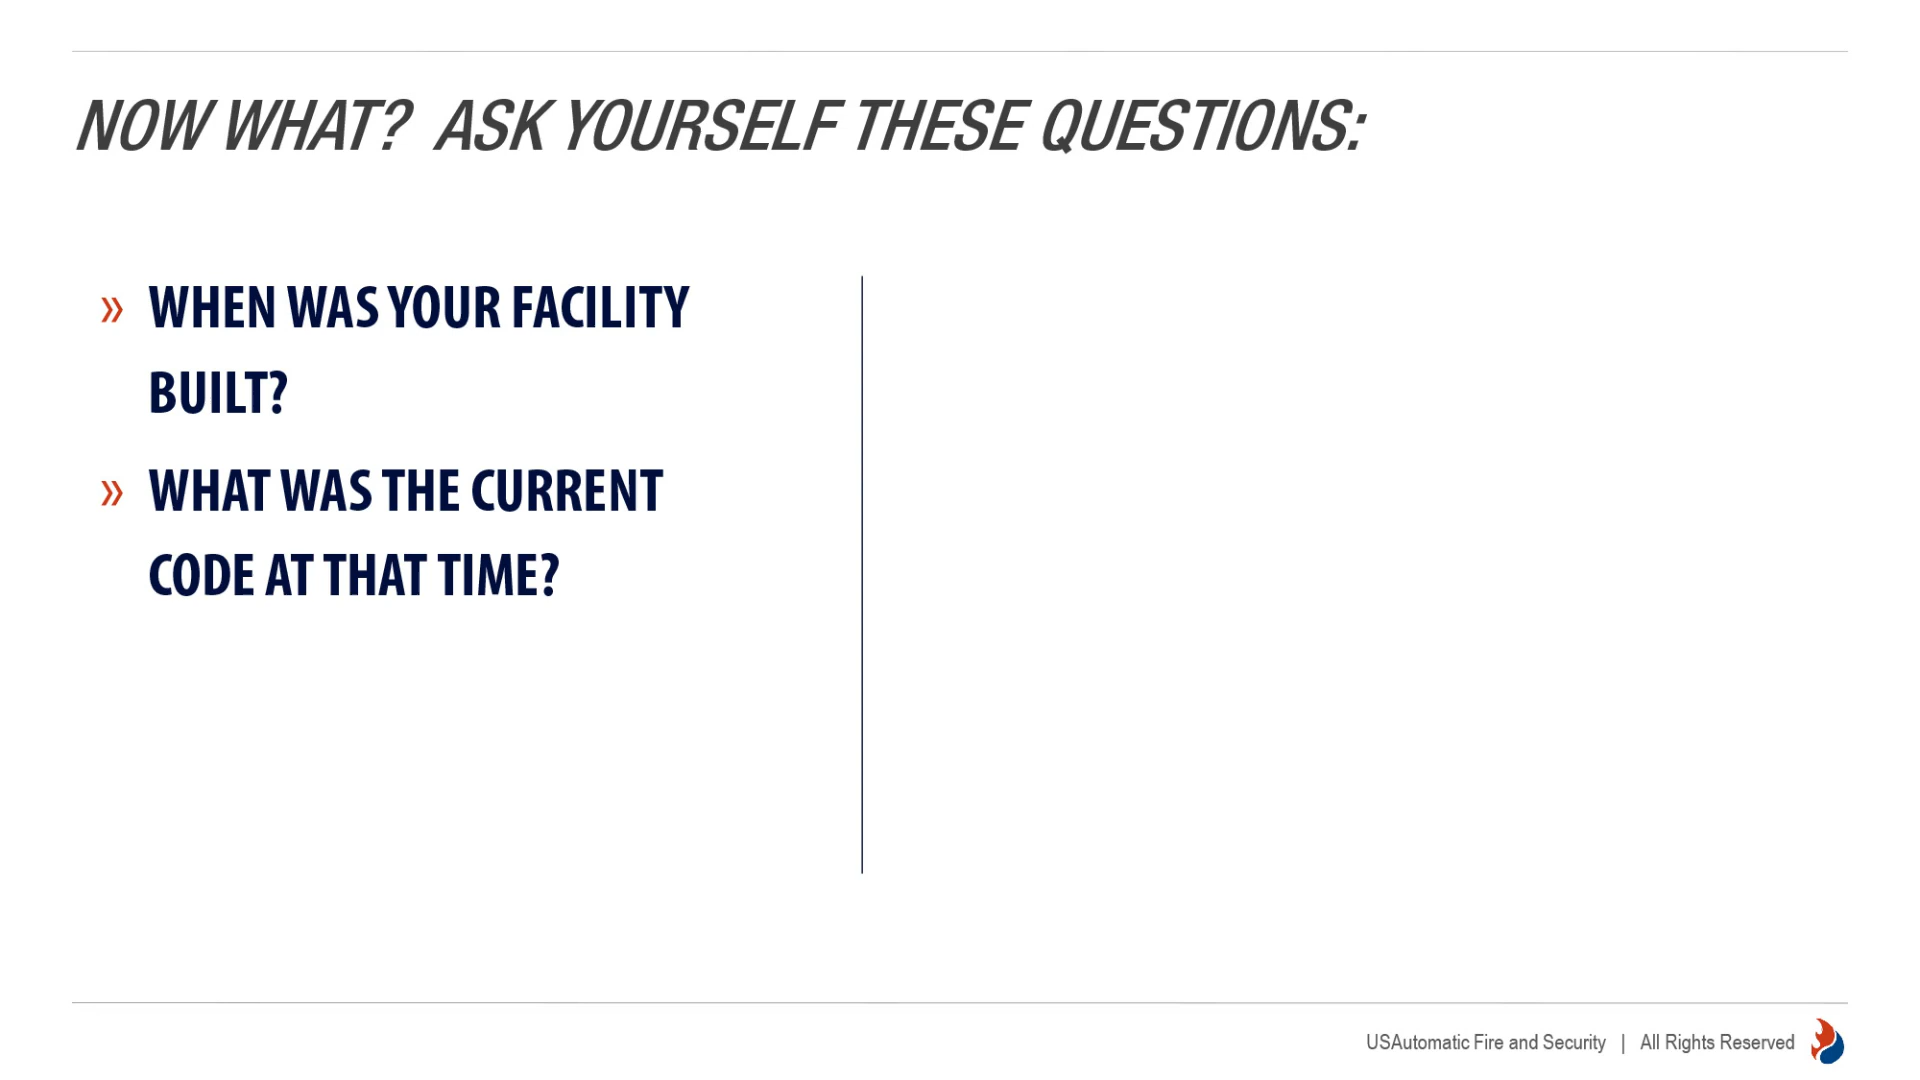 NOW WHAT?  ASK YOURSELF THESE QUESTIONS:
» WHEN WAS YOUR FACILITY
BUILT?
» WHAT WAS THE CURRENT
CODE AT THAT TIME?
USAutomatic Fire and Security | All Rights Reserved